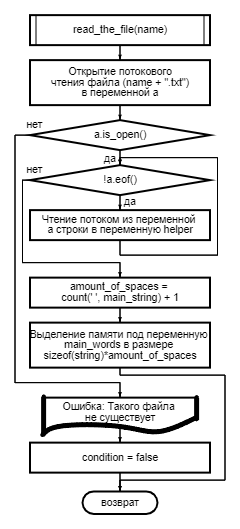 read_the_file(name)
Открытие потокового
чтения файла (name + ".txt")
в переменной a
нет
a.is_open()
да
нет
!a.eof()
да
Чтение потоком из переменной
a строки в переменную helper
amount_of_spaces =
count(' ', main_string) + 1
Выделение памяти под переменную
main_words в размере
sizeof(string)*amount_of_spaces
Ошибка: Такого файла
не существует
condition = false
возврат